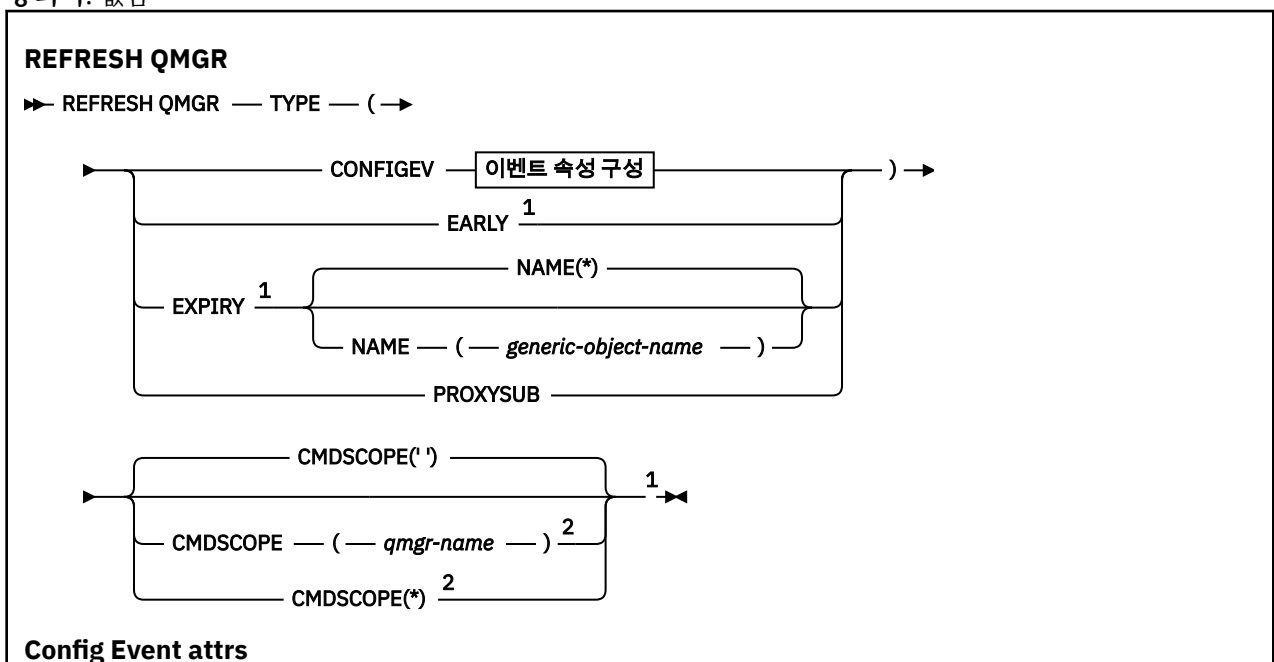 REFRESH QMGR
REFRESH QMGR TYPE (
CONFIGEV 이벤트 속성 구성 )
EARLY 1
NAME(*)
EXPIRY 1
NAME ( generic-object-name )
PROXYSUB
CMDSCOPE(' ')
1
CMDSCOPE ( qmgr-name ) 2
CMDSCOPE(*) 2
Config Event attrs